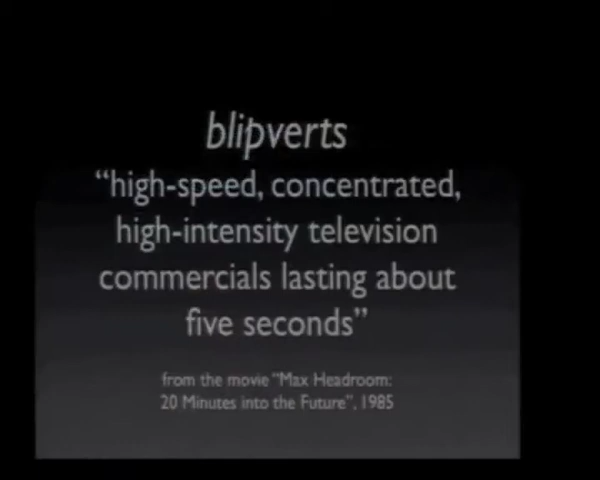 blipverts
“high-speed, concentrated,
high-intensity television
commercials lasting about
five seconds”
from the movie "Max Headroom:
20 Minutes into the Future", 1985